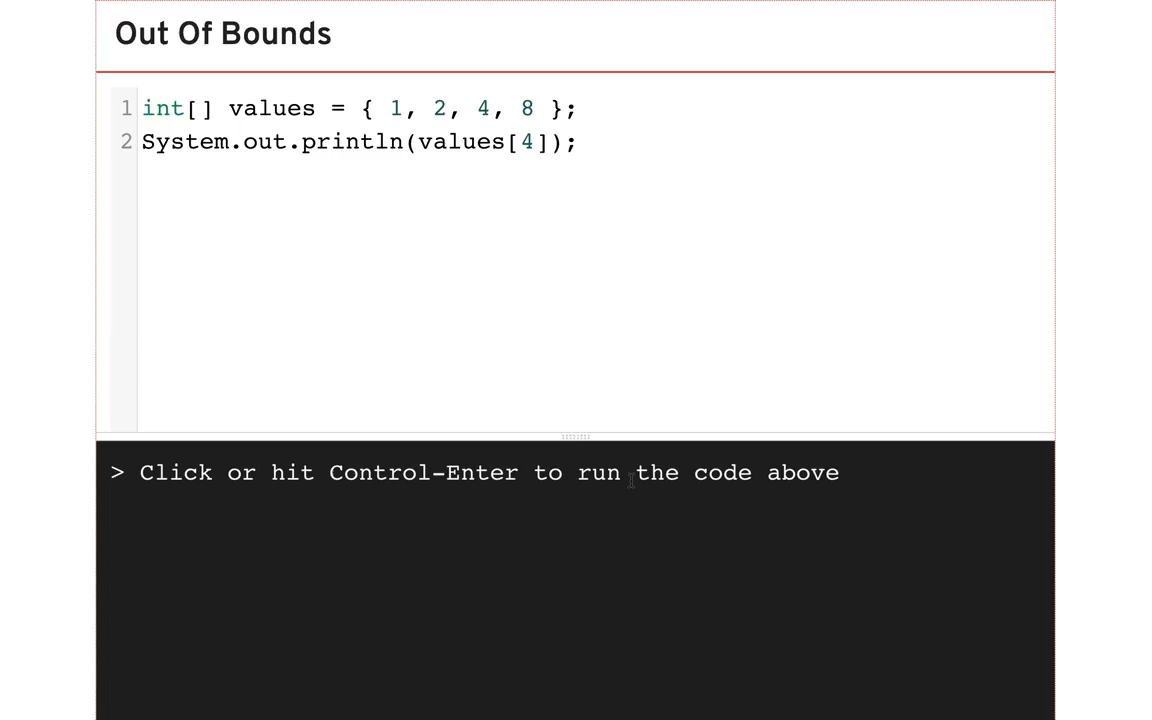 Out Of Bounds
1 int[] values = { 1, 2, 4, 8 };
2 System.out.println(values[4]);
> Click or hit Control-Enter to run the code above